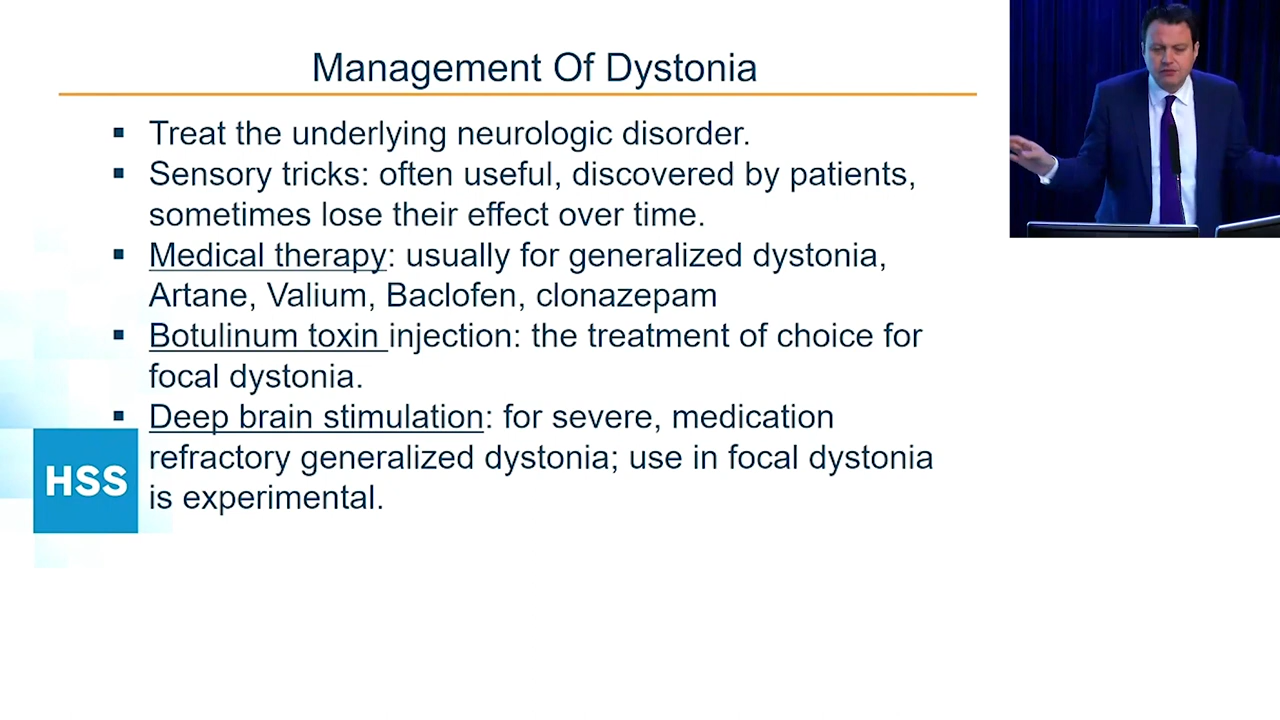 Management Of Dystonia
▪ Treat the underlying neurologic disorder.
▪ Sensory tricks: often useful, discovered by patients,
sometimes lose their effect over time.
▪ Medical therapy: usually for generalized dystonia,
Artane, Valium, Baclofen, clonazepam
▪ Botulinum toxin injection: the treatment of choice for
focal dystonia.
▪ Deep brain stimulation: for severe, medication
refractory generalized dystonia; use in focal dystonia
is experimental.
HSS